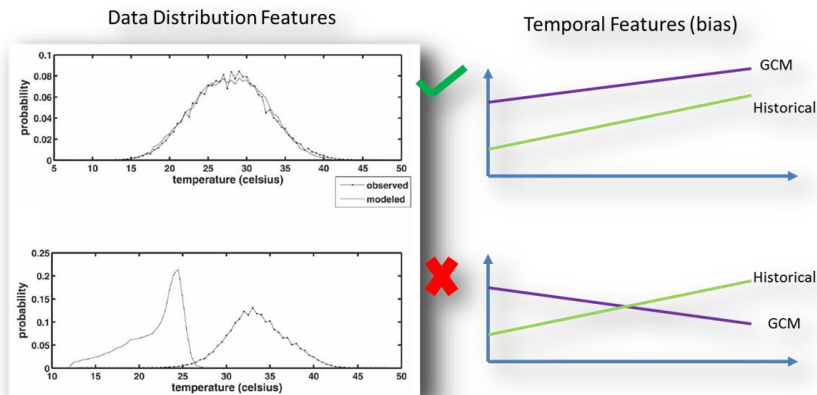 Data Distribution Features
Temporal Features (bias)
0.1
0.08
0.06
0.04
0.02
0
probability
5 10 15 20 25 30 35 40 45 50
temperature (celsius)
observed
modeled
GCM
Historical
0.25
0.2
0.15
0.1
0.05
0
probability
10 15 20 25 30 35 40 45 50
temperature (celsius)
Historical
GCM